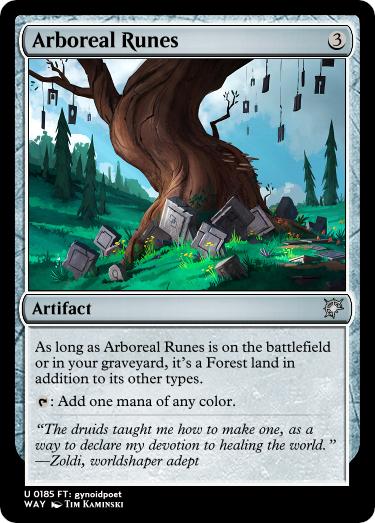 Arboreal Runes 3
Artifact
As long as Arboreal Runes is on the battlefield
or in your graveyard, it's a Forest land in
addition to its other types.
: Add one mana of any color.
"The druids taught me how to make one, as a
way to declare my devotion to healing the world."
—Zoldi, worldshaper adept
U 0185 FT: gynoidpoet
WAY Tim Kaminski